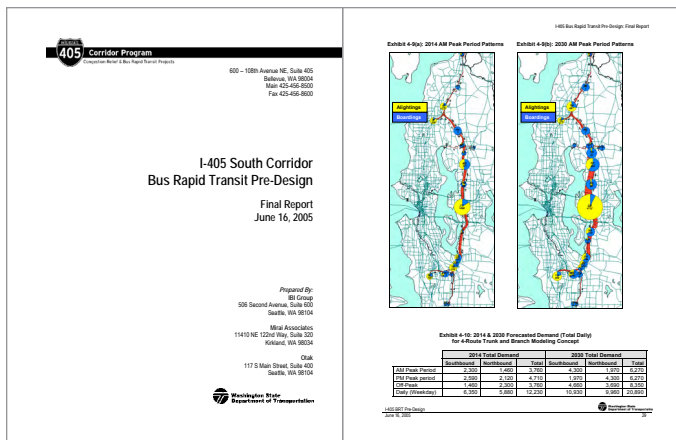 405
Corridor Program
Congestion Relief & Bus Rapid Transit Projects
600 – 108th Avenue NE, Suite 405
Bellevue, WA 98004
Main 425-456-8500
Fax 425-456-8600
I-405 South Corridor
Bus Rapid Transit Pre-Design
Final Report
June 16, 2005
Prepared By:
IBI Group
506 Second Avenue, Suite 600
Seattle, WA 98104
Mirai Associates
11410 NE 122nd Way, Suite 320
Kirkland, WA 98034
Otak
117 S Main Street, Suite 400
Seattle, WA 98104
Washington State
Department of Transportation
I-405 Bus Rapid Transit Pre-Design: Final Report
Exhibit 4-9(a): 2014 AM Peak Period Patterns
Exhibit 4-9(b): 2030 AM Peak Period Patterns
Alightings
Boardings
Alightings
Boardings
Exhibit 4-10: 2014 & 2030 Forecasted Demand (Total Daily)
for 4-Route Trunk and Branch Modeling Concept
2014 Total Demand 2030 Total Demand
Southbound Northbound Total Southbound Northbound Total
AM Peak Period 2,300 1,460 3,760 4,300 1,970 6,270
PM Peak period 2,590 2,120 4,710 1,970 4,300 6,270
Off-Peak 1,460 2,300 3,760 4,660 3,690 8,350
Daily (Weekday) 6,350 5,880 12,230 10,930 9,960 20,890
I-405 BRT Pre-Design
June 16, 2005
Washington State
Department of Transportation